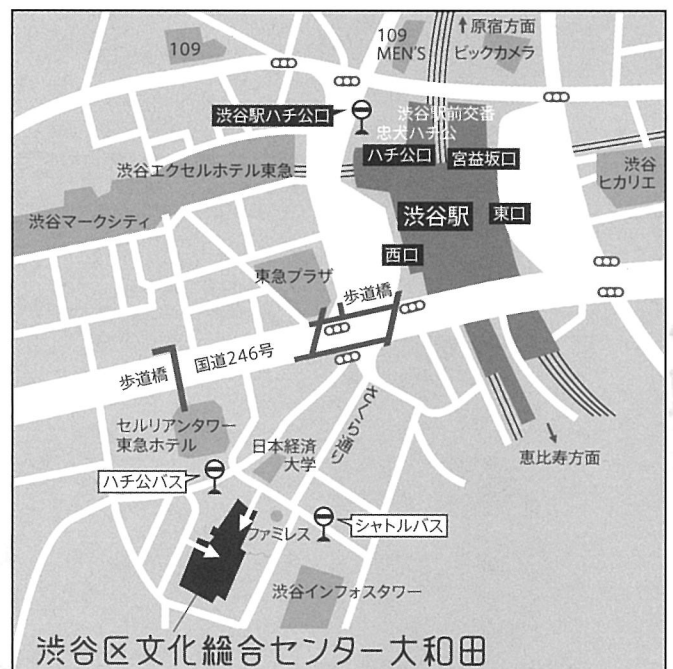 ↑原宿方面
109
109
MEN'S
ビックカメラ
渋谷駅ハチ公口
渋谷駅前交番
忠犬ハチ公
ハチ公口
宮益坂口
渋谷エクセルホテル東急
渋谷
ヒカリエ
渋谷マークシティ
渋谷駅
東口
西口
東急プラザ
歩道橋
国道246号
歩道橋
さくら通り
セルリアンタワー
東急ホテル
日本経済
大学
恵比寿方面
ハチ公バス
ファミレス
シャトルバス
渋谷インフォスタワー
渋谷区文化総合センター大和田